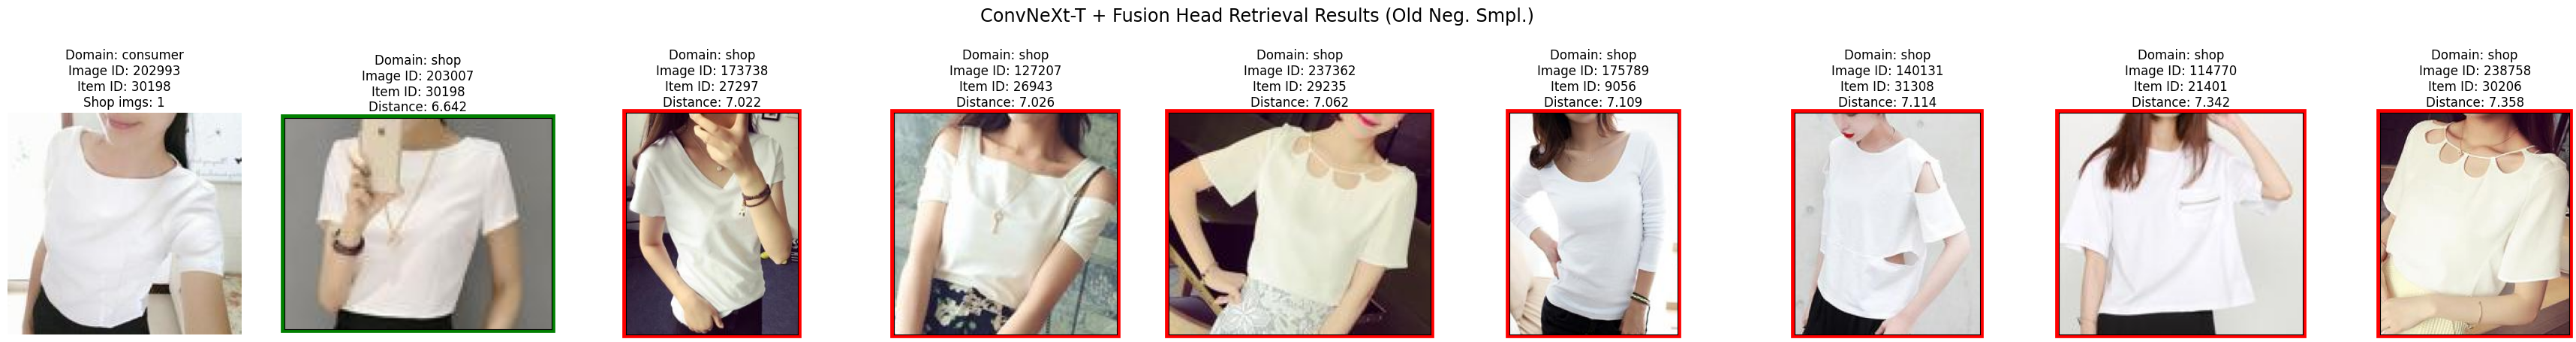 ConvNeXt-T + Fusion Head Retrieval Results (Old Neg. Smpl.)
Domain: consumer
Image ID: 202993
Item ID: 30198
Shop imgs: 1
Domain: shop
Image ID: 203007
Item ID: 30198
Distance: 6.642
Domain: shop
Image ID: 173738
Item ID: 27297
Distance: 7.022
Domain: shop
Image ID: 127207
Item ID: 26943
Distance: 7.026
Domain: shop
Image ID: 237362
Item ID: 29235
Distance: 7.062
Domain: shop
Image ID: 175789
Item ID: 9056
Distance: 7.109
Domain: shop
Image ID: 140131
Item ID: 31308
Distance: 7.114
Domain: shop
Image ID: 114770
Item ID: 21401
Distance: 7.342
Domain: shop
Image ID: 238758
Item ID: 30206
Distance: 7.358